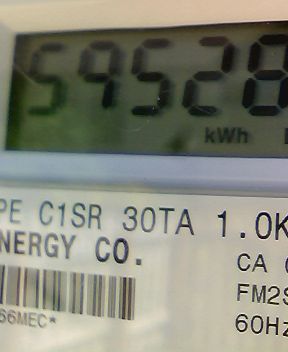 59528
kWh
PE C1SR 30TA 1.0K
NERGY CO.
CA
FM2S
66MEC*
60Hz